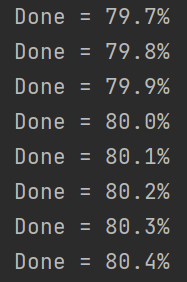 Done = 79.7%
Done = 79.8%
Done = 79.9%
Done = 80.0%
Done = 80.1%
Done = 80.2%
Done = 80.3%
Done = 80.4%